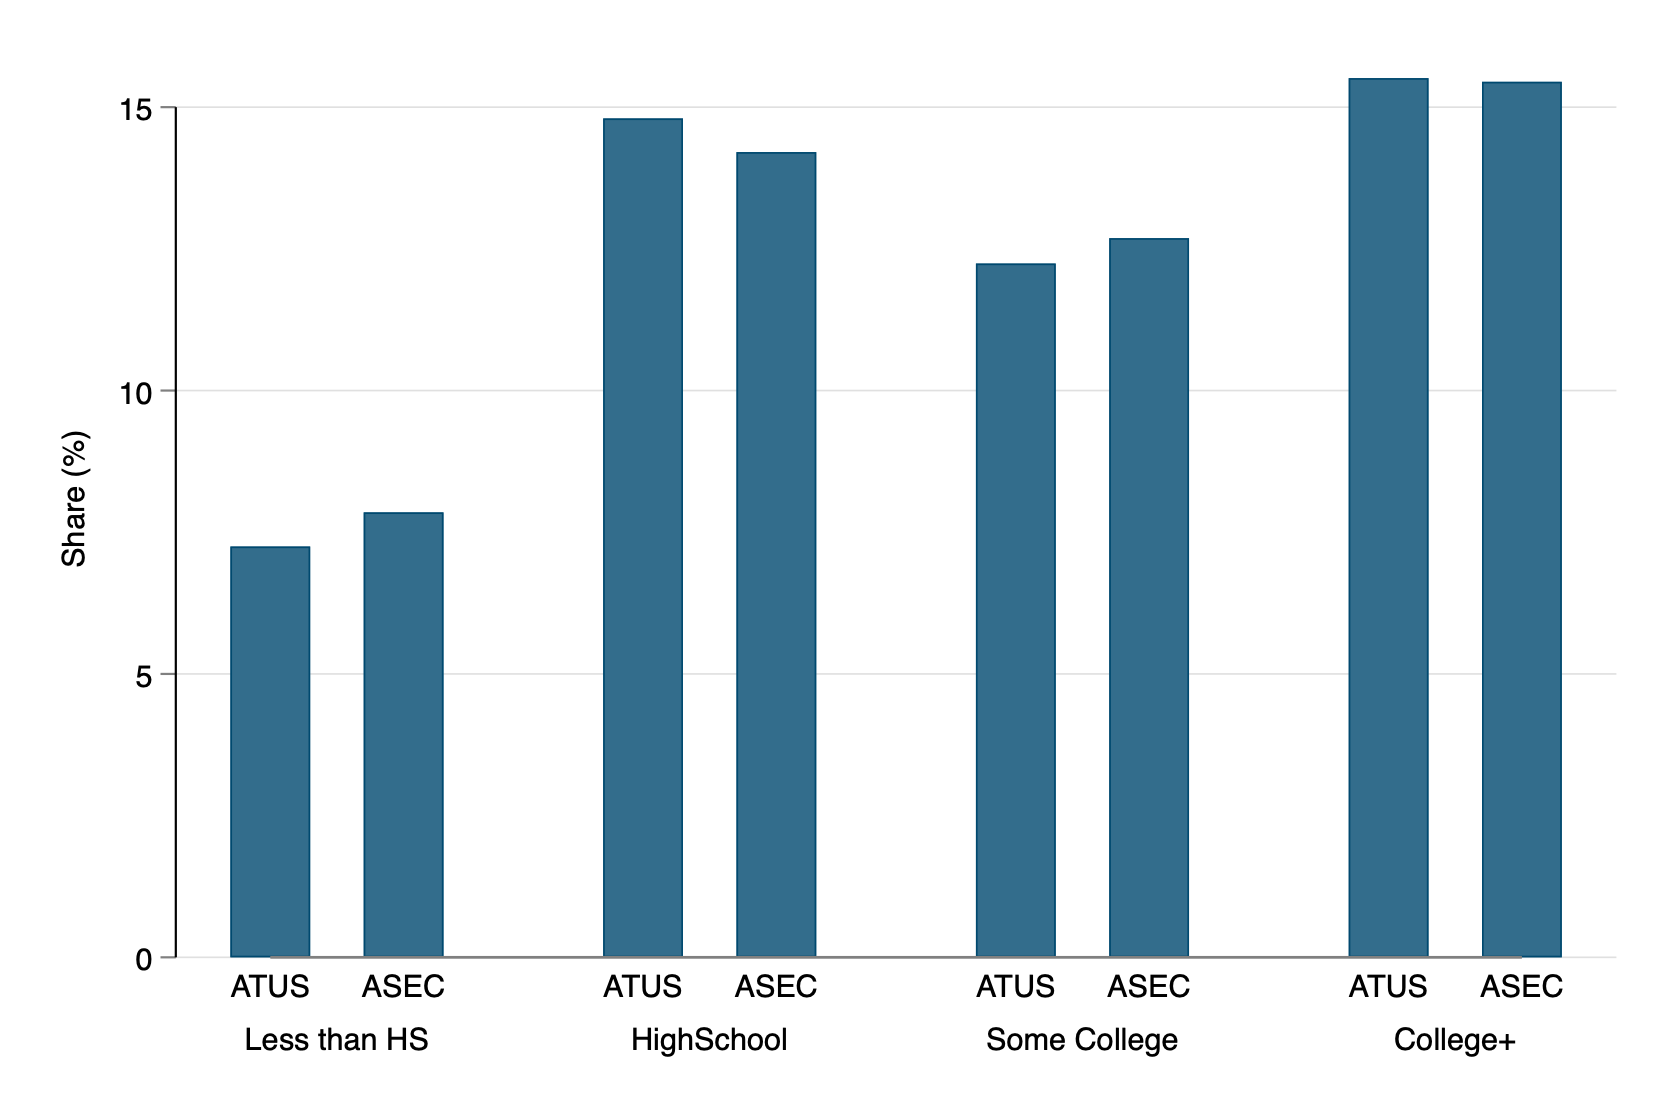 Share (%)
15
10
5
0
ATUS ASEC ATUS ASEC ATUS ASEC ATUS ASEC
Less than HS HighSchool Some College College+